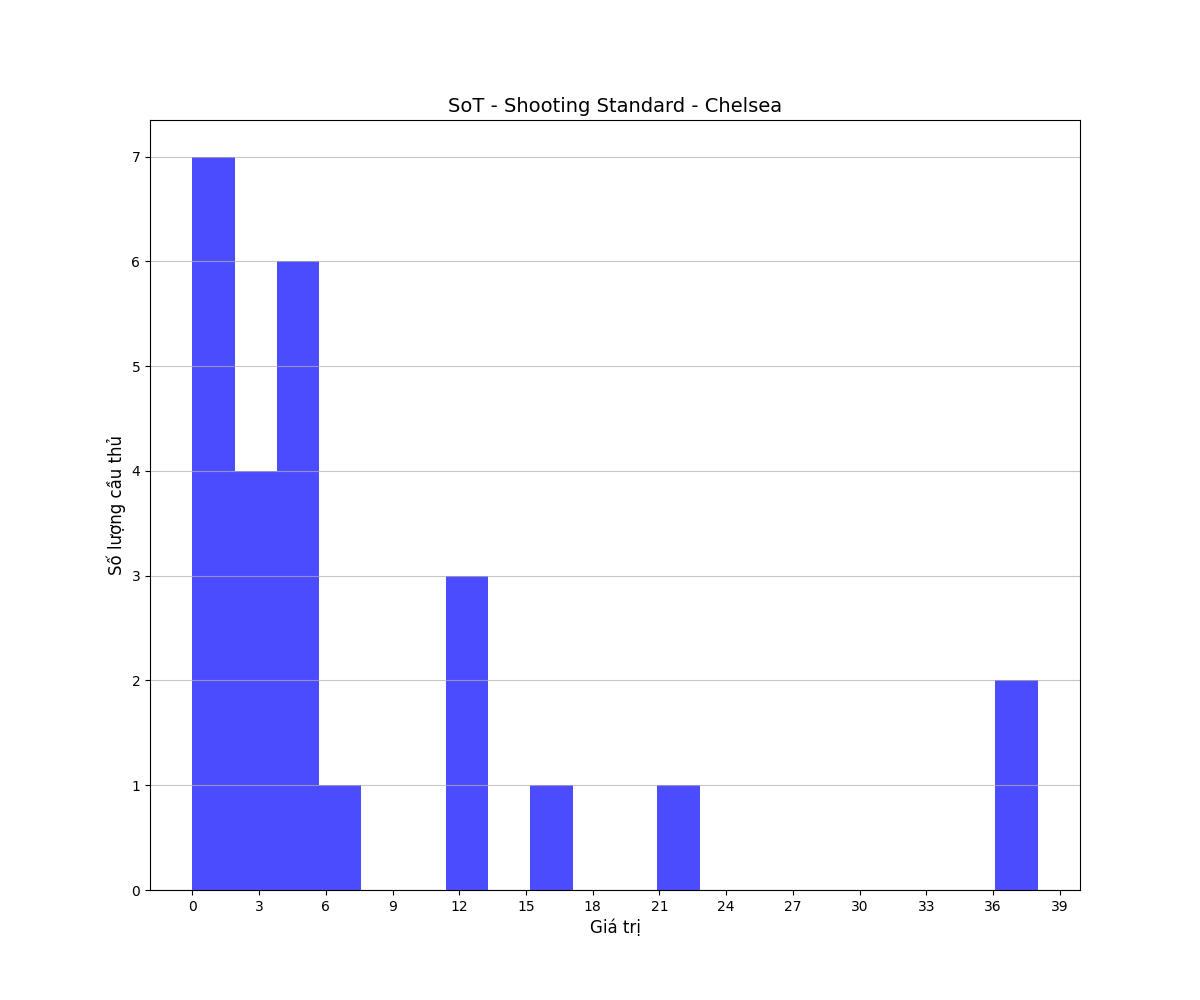 SoT - Shooting Standard - Chelsea
Số lượng cầu thủ
7
6
5
4
3
2
1
0
0 3 6 9 12 15 18 21 24 27 30 33 36 39
Giá trị